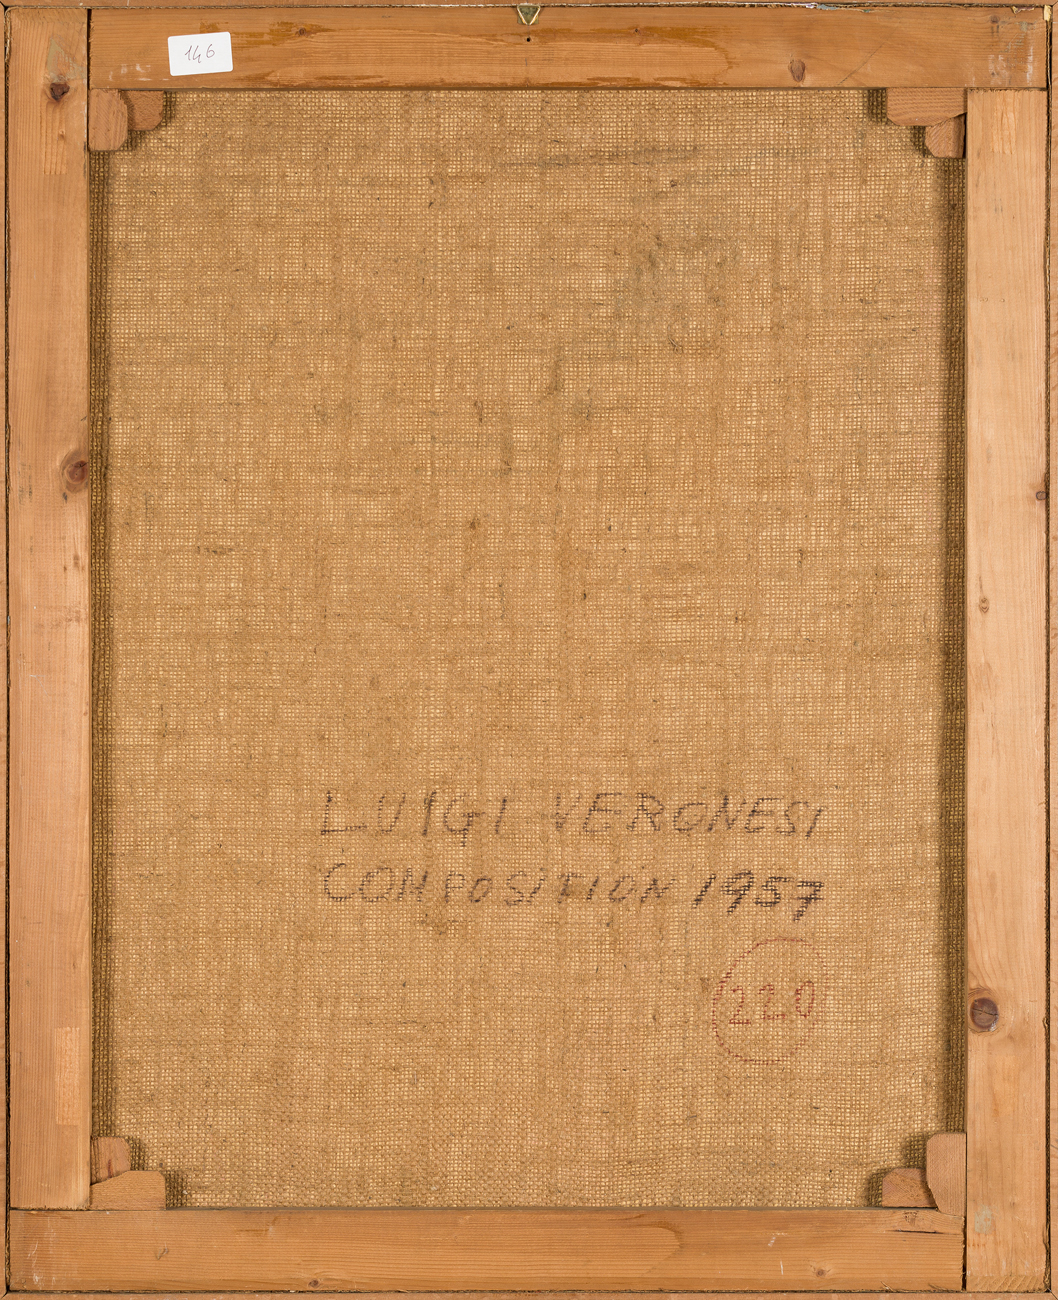 146
LUIGI VERONESI
COMPOSITION 1957
220